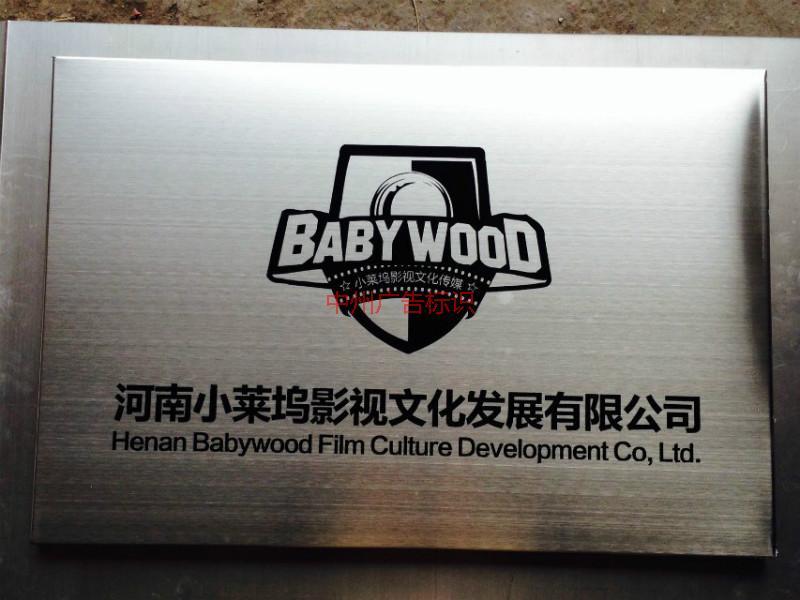 BABYWOOD
☆ 小莱坞影视文化传媒 ☆
中州广告标识
河南小莱坞影视文化发展有限公司
Henan Babywood Film Culture Development Co, Ltd.